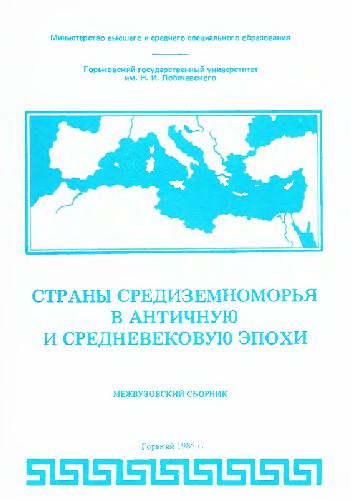 Министерство высшего и среднего специального образования
Горьковский государственный университет
им. Н. И. Лобачевского
СТРАНЫ СРЕДИЗЕМНОМОРЬЯ
В АНТИЧНУЮ
И СРЕДНЕВЕКОВУЮ ЭПОХИ
МЕЖВУЗОВСКИЙ СБОРНИК
Горький г.